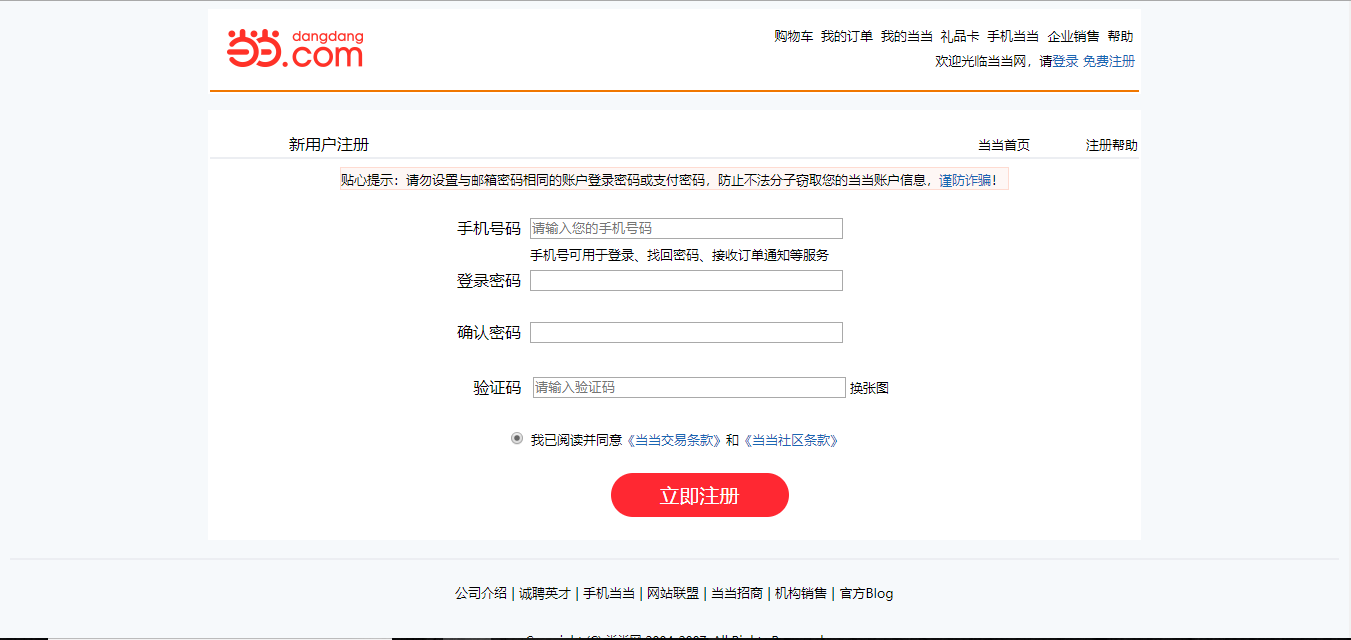 dangdang
.com
购物车 我的订单 我的当当 礼品卡 手机当当 企业销售 帮助
欢迎光临当当网，请登录 免费注册
新用户注册 当当首页 注册帮助
贴心提示：请勿设置与邮箱密码相同的账户登录密码或支付密码，防止不法分子窃取您的当当账户信息，谨防诈骗！
手机号码 请输入您的手机号码
手机号可用于登录、找回密码、接收订单通知等服务
登录密码
确认密码
验证码 请输入验证码 换张图
我已阅读并同意《当当交易条款》和《当当社区条款》
立即注册
公司介绍 | 诚聘英才 | 手机当当 | 网站联盟 | 当当招商 | 机构销售 | 官方Blog